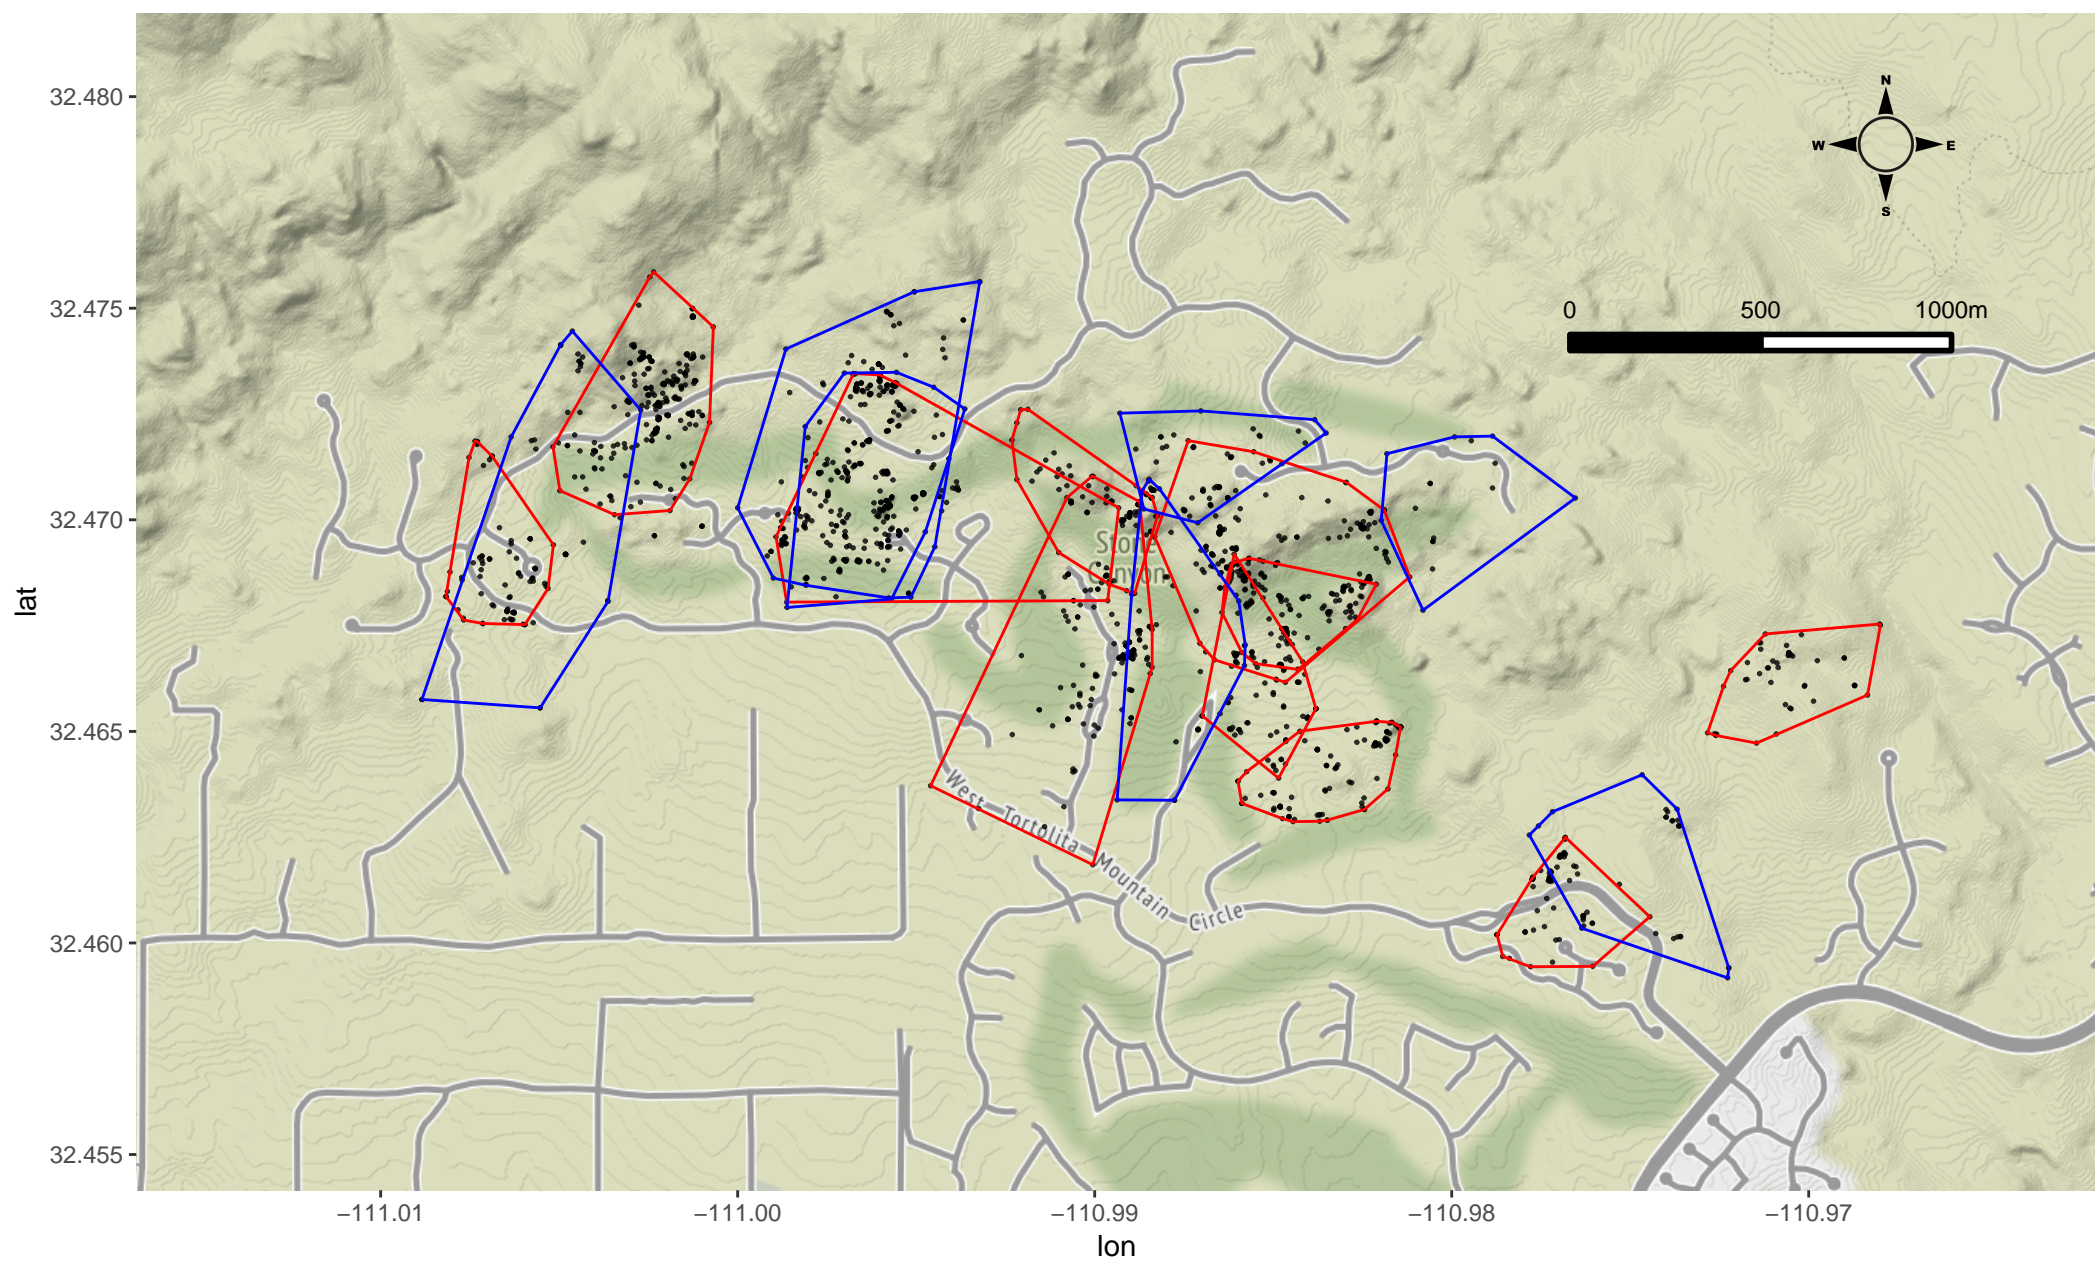 32.480
32.475
32.470
32.465
32.460
32.455
lat
N
W
E
S
0 500 1000m
Stone
Canyon
West Tortolita Mountain Circle
−111.01 −111.00 −110.99 −110.98 −110.97
lon